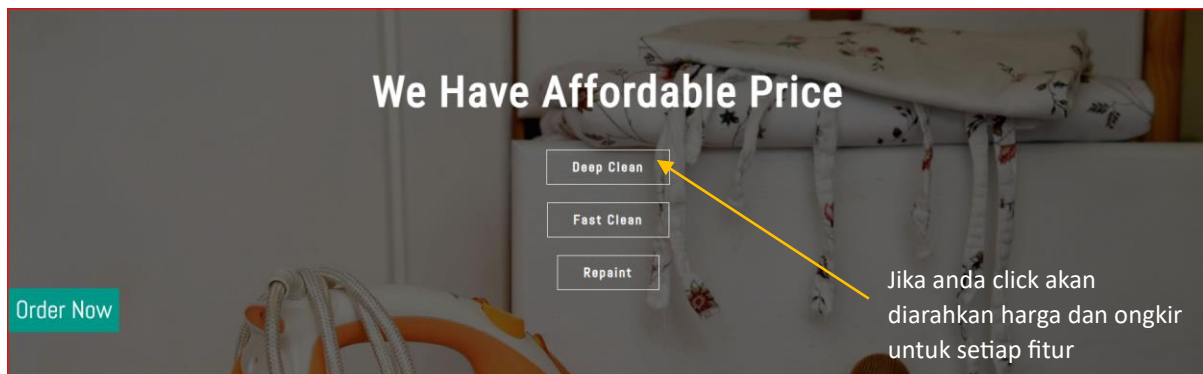 We Have Affordable Price
Deep Clean
Fast Clean
Repaint
Order Now
Jika anda click akan
diarahkan harga dan ongkir
untuk setiap fitur